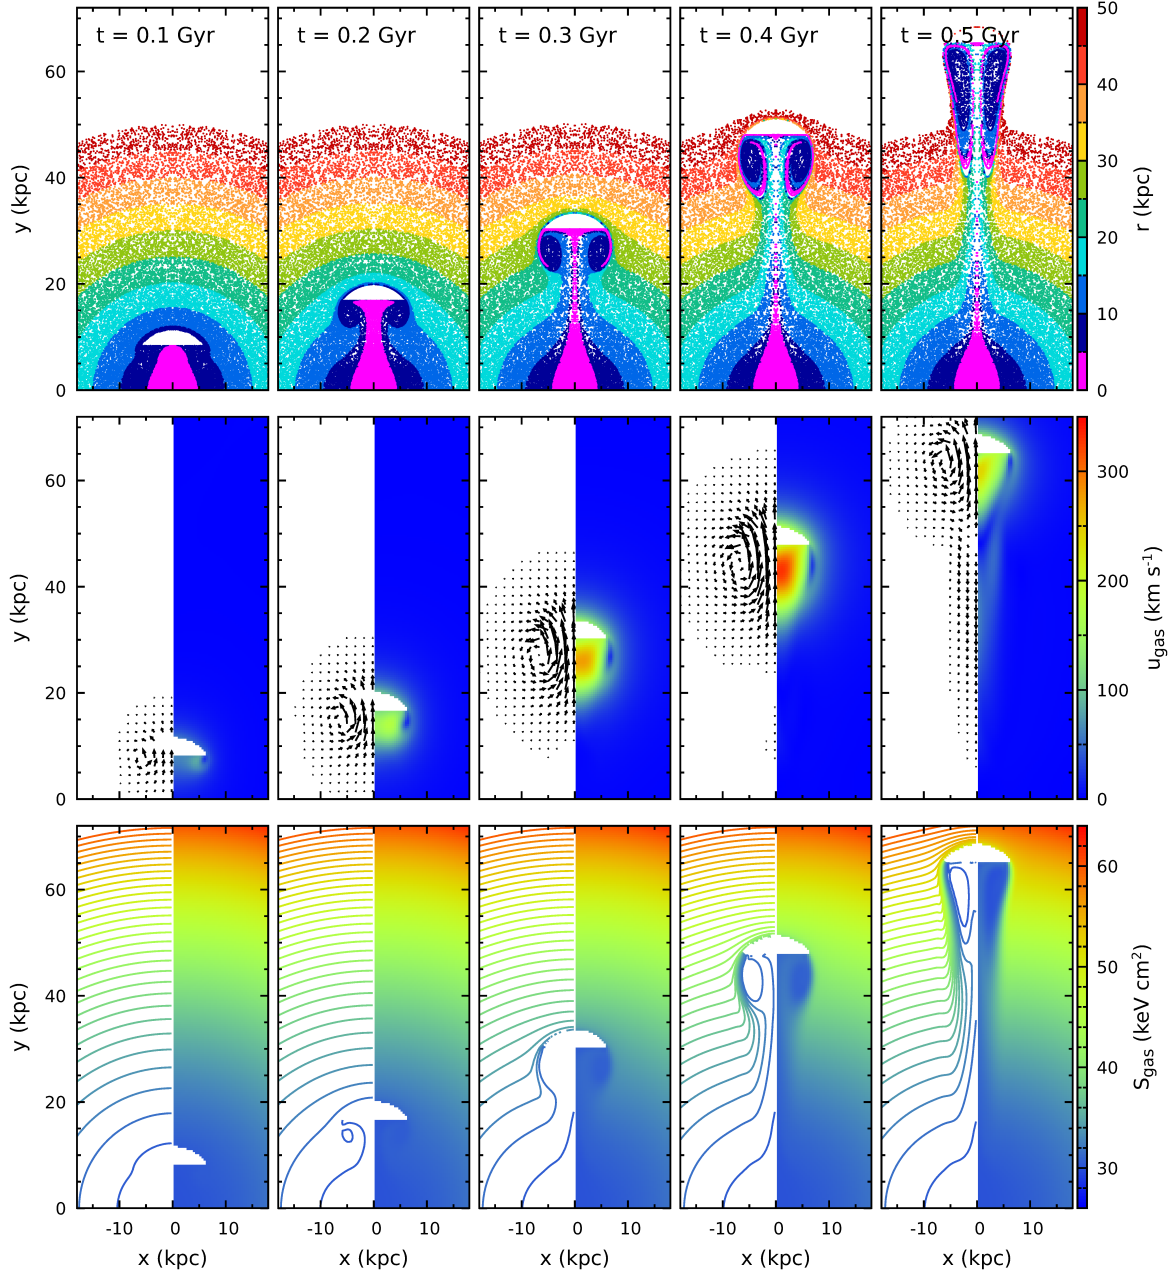 t = 0.1 Gyr
t = 0.2 Gyr
t = 0.3 Gyr
t = 0.4 Gyr
t = 0.5 Gyr
y (kpc)
60
40
20
0
50
40
30
20
10
0
r (kpc)
y (kpc)
60
40
20
0
300
200
100
0
u_gas (km s⁻¹)
y (kpc)
60
40
20
0
60
50
40
30
S_gas (keV cm²)
-10 0 10 -10 0 10 -10 0 10 -10 0 10 -10 0 10
x (kpc) x (kpc) x (kpc) x (kpc) x (kpc)